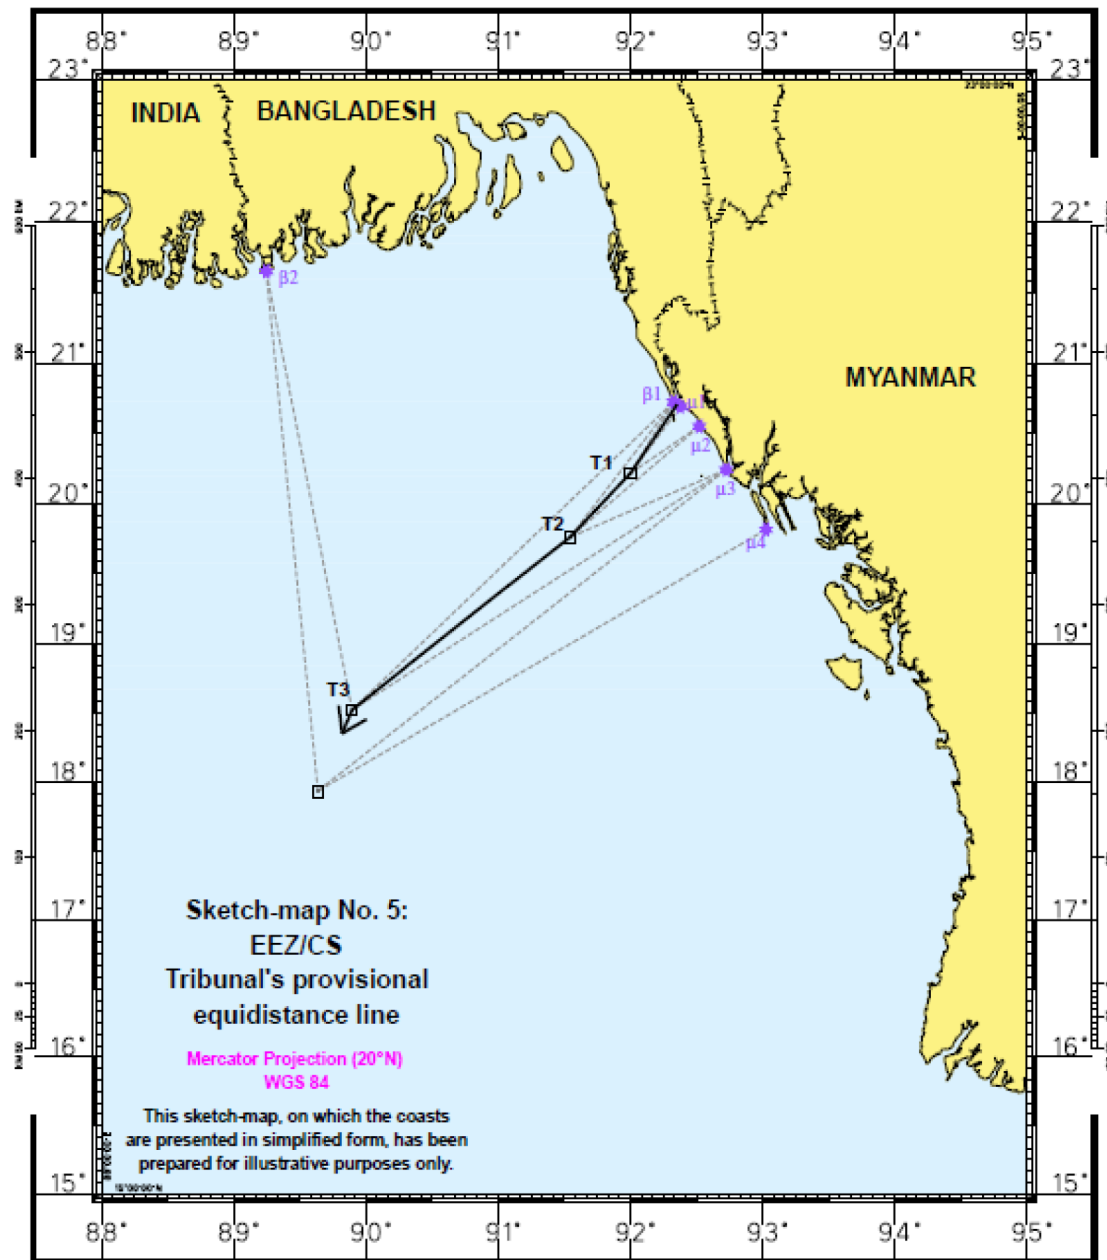 88° 89° 90° 91° 92° 93° 94° 95°
23° 23°
INDIA BANGLADESH
22° 22°
β2
21° 21°
MYANMAR
β1 μ1
μ2
T1
μ3
20° 20°
T2
μ4
19° 19°
T3
18° 18°
17° 17°
Sketch-map No. 5:
EEZ/CS
Tribunal's provisional
equidistance line
16° 16°
Mercator Projection (20°N)
WGS 84
This sketch-map, on which the coasts
are presented in simplified form, has been
prepared for illustrative purposes only.
15° 15°
88° 89° 90° 91° 92° 93° 94° 95°